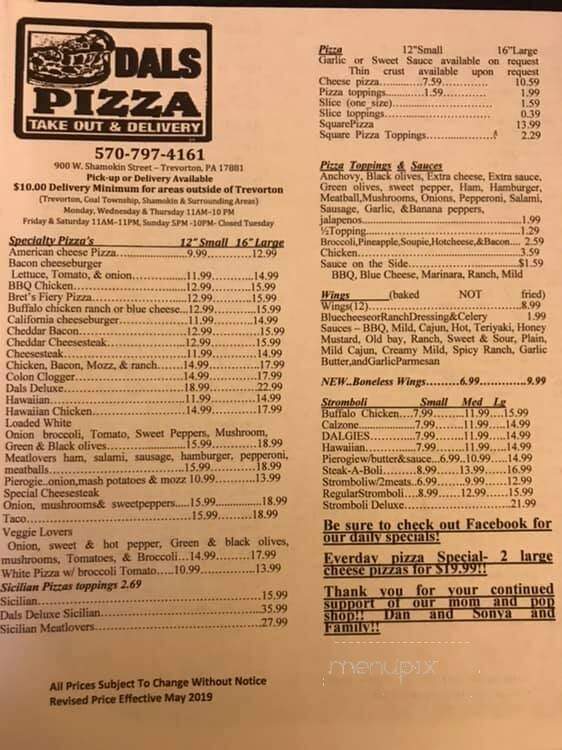 DALS
PIZZA
TAKE OUT & DELIVERY
570-797-4161
900 W. Shamokin Street – Trevorton, PA 17881
Pick-up or Delivery Available
$10.00 Delivery Minimum for areas outside of Trevorton
(Trevorton, Coal Township, Shamokin & Surrounding Areas)
Monday, Wednesday & Thursday 11AM-10 PM
Friday & Saturday 11AM-11PM, Sunday 5PM -10PM- Closed Tuesday
Specialty Pizza's 12"Small 16"Large
American cheese Pizza..................9.99.............12.99
Bacon cheeseburger
Lettuce, Tomato, & onion..............11.99..........14.99
BBQ Chicken..........................12.99..........15.99
Bret's Fiery Pizza.....................12.99..........15.99
Buffalo chicken ranch or blue cheese...12.99..........15.99
California cheeseburger................11.99..........14.99
Cheddar Bacon.........................12.99..........15.99
Cheddar Cheesesteak...................12.99..........15.99
Cheesesteak............................11.99..........14.99
Chicken, Bacon, Mozz, & ranch......14.99..........17.99
Colon Clogger.........................14.99..........17.99
Dals Deluxe............................18.99..........22.99
Hawaiian...............................11.99..........14.99
Hawaiian Chicken.....................14.99..........17.99
Loaded White
Onion broccoli, Tomato, Sweet Peppers, Mushroom,
Green & Black olives...................15.99..........18.99
Meatlovers ham, salami, sausage, hamburger, pepperoni,
meatballs..............................15.99..........18.99
Pierogie..onion,mash potatoes & mozz 10.99............13.99
Special Cheesesteak
Onion, mushrooms& sweetpeppers....15.99..............18.99
Taco...................................15.99..........18.99
Veggie Lovers
Onion, sweet & hot pepper, Green & black olives,
mushrooms, Tomatoes, & Broccoli...14.99.........17.99
White Pizza w/ broccoli Tomato.....10.99..............13.99
Sicilian Pizzas toppings 2.69
Sicilian..................................................15.99
Dals Deluxe Sicilian.....................................35.99
Sicilian Meatlovers......................................27.99
All Prices Subject To Change Without Notice
Revised Price Effective May 2019
Pizza 12"Small 16"Large
Garlic or Sweet Sauce available on request
Thin crust available upon request
Cheese pizza..............7.59............. 10.59
Pizza toppings............1.59............. 1.99
Slice (one size)............................ 1.59
Slice toppings.............................. 0.39
SquarePizza 13.99
Square Pizza Toppings..................... 2.29
Pizza Toppings & Sauces
Anchovy, Black olives, Extra cheese, Extra sauce,
Green olives, sweet pepper, Ham, Hamburger,
Meatball,Mushrooms, Onions, Pepperoni, Salami,
Sausage, Garlic, &Banana peppers,
jalapenos............................................1.99
½Topping.............................................1.29
Broccoli,Pineapple,Soupie,Hotcheese,&Bacon.... 2.59
Chicken..............................................3.59
Sauce on the Side...................................$1.59
BBQ, Blue Cheese, Marinara, Ranch, Mild
Wings (baked NOT fried)
Wings(12)............................................8.99
BluecheeseorRanchDressing&Celery 1.99
Sauces – BBQ, Mild, Cajun, Hot, Teriyaki, Honey
Mustard, Old bay, Ranch, Sweet & Sour, Plain,
Mild Cajun, Creamy Mild, Spicy Ranch, Garlic
Butter,andGarlicParmesan
NEW..Boneless Wings........6.99...........9.99
Stromboli Small Med Lg
Buffalo Chicken....7.99........11.99....15.99
Calzone............7.99........11.99....14.99
DALGIES............7.99........11.99....14.99
Hawaiian...........7.99........11.99....14.99
Pierogiew/butter&sauce...6.99..10.99....14.99
Steak-A-Boli.......8.99........13.99....16.99
Stromboliw/2meats..6.99........9.99.....12.99
RegularStromboli...8.99........12.99....15.99
Stromboli Deluxe........................21.99
Be sure to check out Facebook for
our daily specials!
Everday pizza Special- 2 large
cheese pizzas for $19.99!!
Thank you for your continued
support of our mom and pop
shop!! Dan and Sonya and
Family!!
menupix